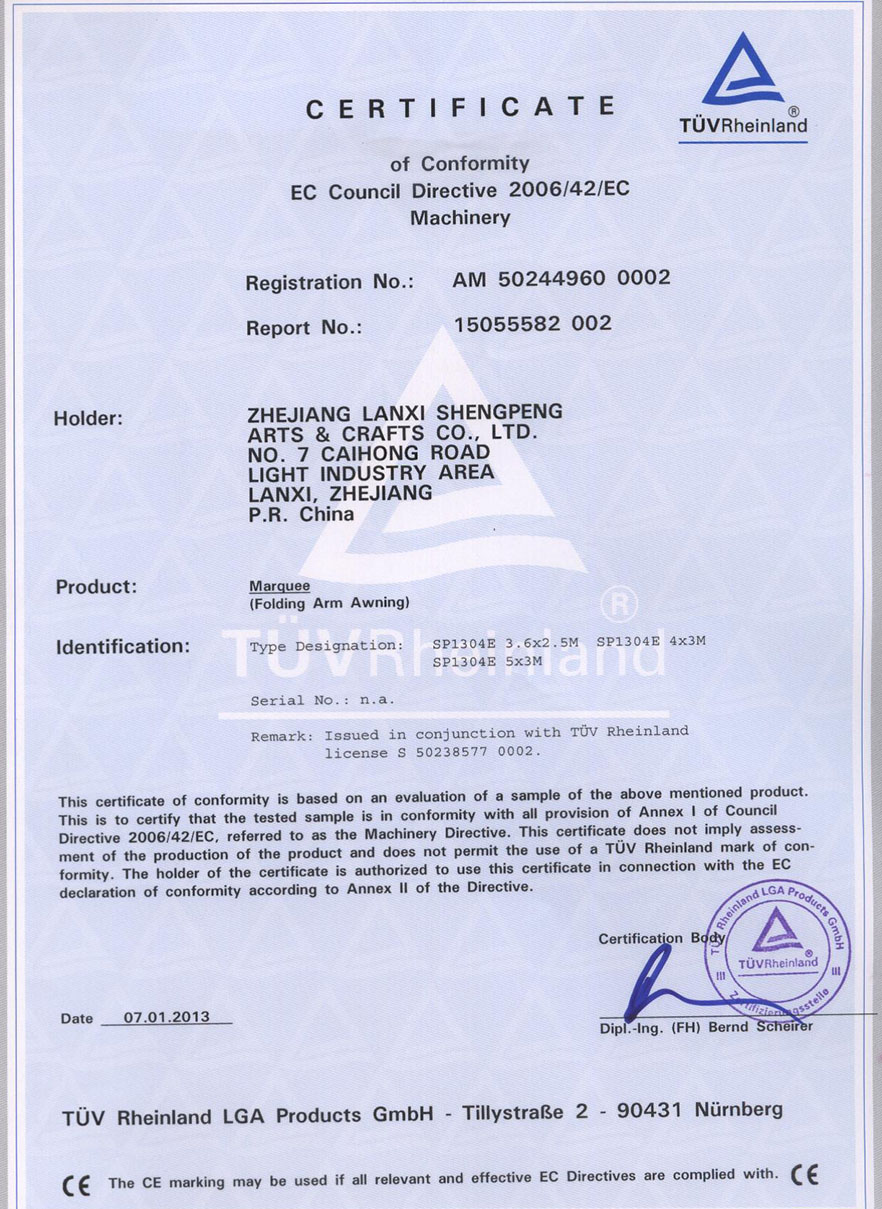 TÜVRheinland®
CERTIFICATE
of Conformity
EC Council Directive 2006/42/EC
Machinery
Registration No.: AM 50244960 0002
Report No.: 15055582 002
Holder: ZHEJIANG LANXI SHENGPENG
ARTS & CRAFTS CO., LTD.
NO. 7 CAIHONG ROAD
LIGHT INDUSTRY AREA
LANXI, ZHEJIANG
P.R. China
Product: Marquee
(Folding Arm Awning)
®
TÜVRheinland
Identification: Type Designation: SP1304E 3.6x2.5M SP1304E 4x3M
SP1304E 5x3M
Serial No.: n.a.
Remark: Issued in conjunction with TÜV Rheinland
license S 50238577 0002.
This certificate of conformity is based on an evaluation of a sample of the above mentioned product.
This is to certify that the tested sample is in conformity with all provision of Annex I of Council
Directive 2006/42/EC, referred to as the Machinery Directive. This certificate does not imply assess-
ment of the production of the product and does not permit the use of a TÜV Rheinland mark of con-
formity. The holder of the certificate is authorized to use this certificate in connection with the EC
declaration of conformity according to Annex II of the Directive.
Certification Body
TÜV Rheinland LGA Products GmbH
TÜVRheinland®
Zertifizierungsstelle
Date 07.01.2013
Dipl.-Ing. (FH) Bernd Scheirer
TÜV Rheinland LGA Products GmbH - Tillystraße 2 - 90431 Nürnberg
CE The CE marking may be used if all relevant and effective EC Directives are complied with. CE